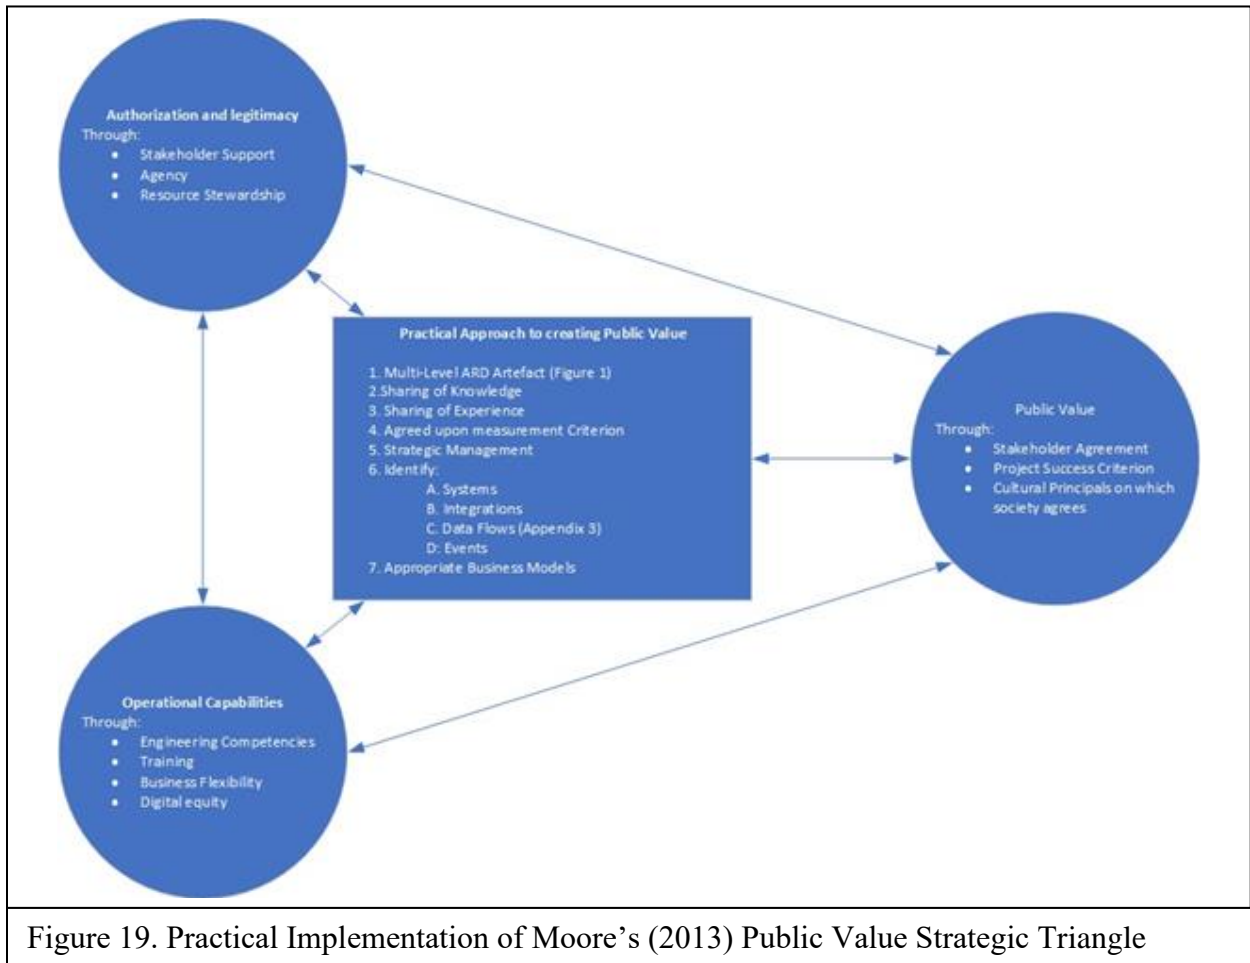 Authorization and legitimacy
Through:
• Stakeholder Support
• Agency
• Resource Stewardship
Practical Approach to creating Public Value
1. Multi-Level ARD Artefact (Figure 1)
2.Sharing of Knowledge
3. Sharing of Experience
4. Agreed upon measurement Criterion
5. Strategic Management
6. Identify:
A. Systems
B. Integrations
C. Data Flows (Appendix 3)
D: Events
7. Appropriate Business Models
Public Value
Through:
• Stakeholder Agreement
• Project Success Criterion
• Cultural Principals on which
society agrees
Operational Capabilities
Through:
• Engineering Competencies
• Training
• Business Flexibility
• Digital equity
Figure 19. Practical Implementation of Moore’s (2013) Public Value Strategic Triangle